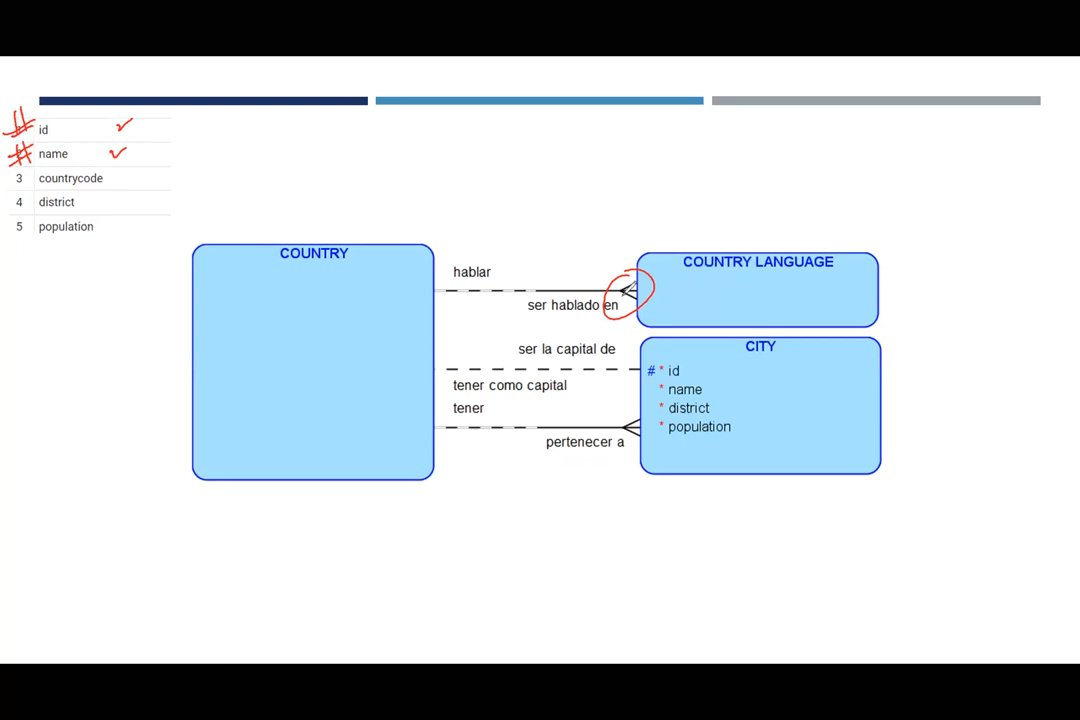 # id ✓
# name ✓
3 countrycode
4 district
5 population
COUNTRY
hablar
ser hablado en
COUNTRY LANGUAGE
ser la capital de
tener como capital
tener
pertenecer a
CITY
# * id
* name
* district
* population